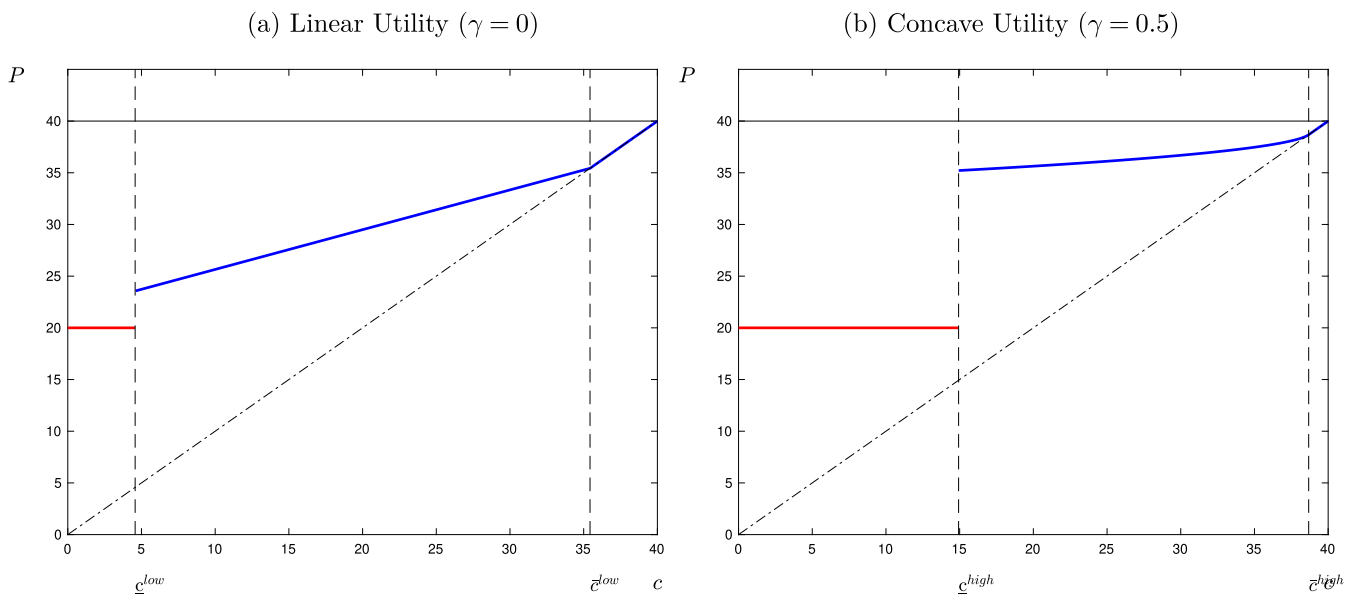 (a) Linear Utility (γ = 0)
(b) Concave Utility (γ = 0.5)
P
40
35
30
25
20
15
10
5
0
0 5 10 15 20 25 30 35 40
c̲^low c̅^low c
P
40
35
30
25
20
15
10
5
0
0 5 10 15 20 25 30 35 40
c̲^high c̅^high c